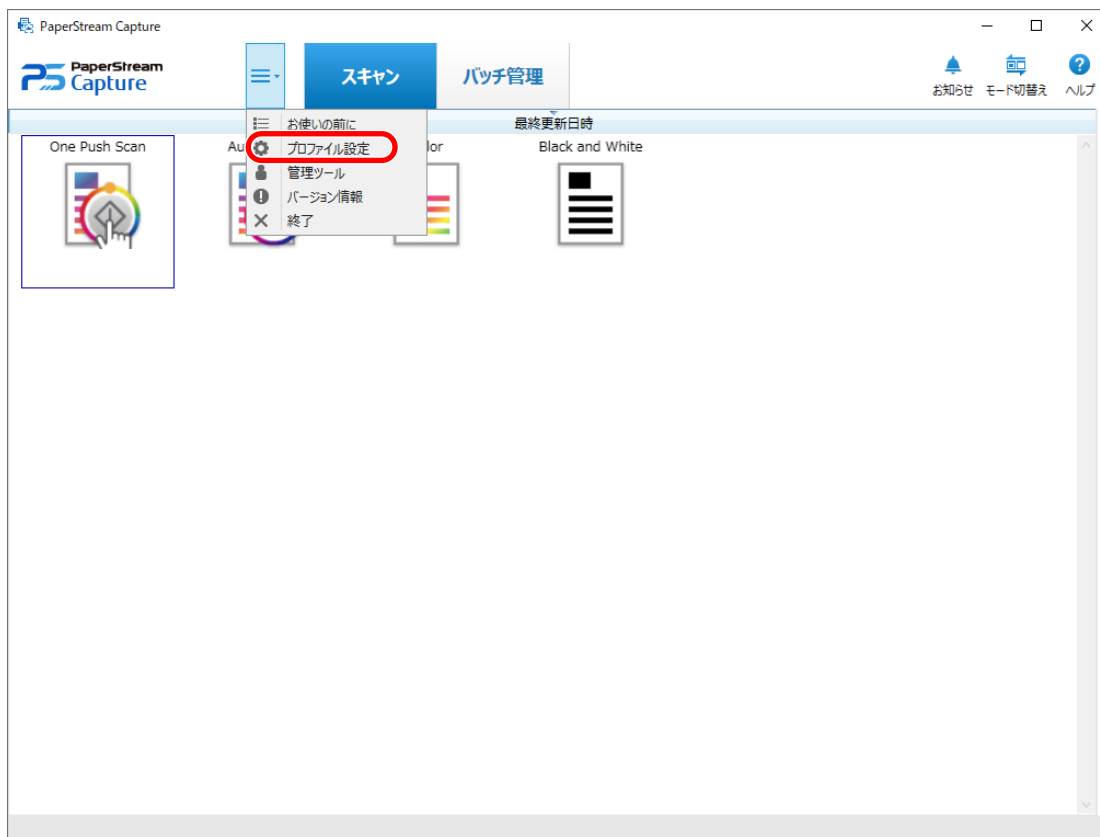 PaperStream Capture
PaperStream
Capture
スキャン
バッチ管理
お知らせ
モード切替え
ヘルプ
最終更新日時
お使いの前に
プロファイル設定
管理ツール
バージョン情報
終了
One Push Scan
Au
lor
Black and White